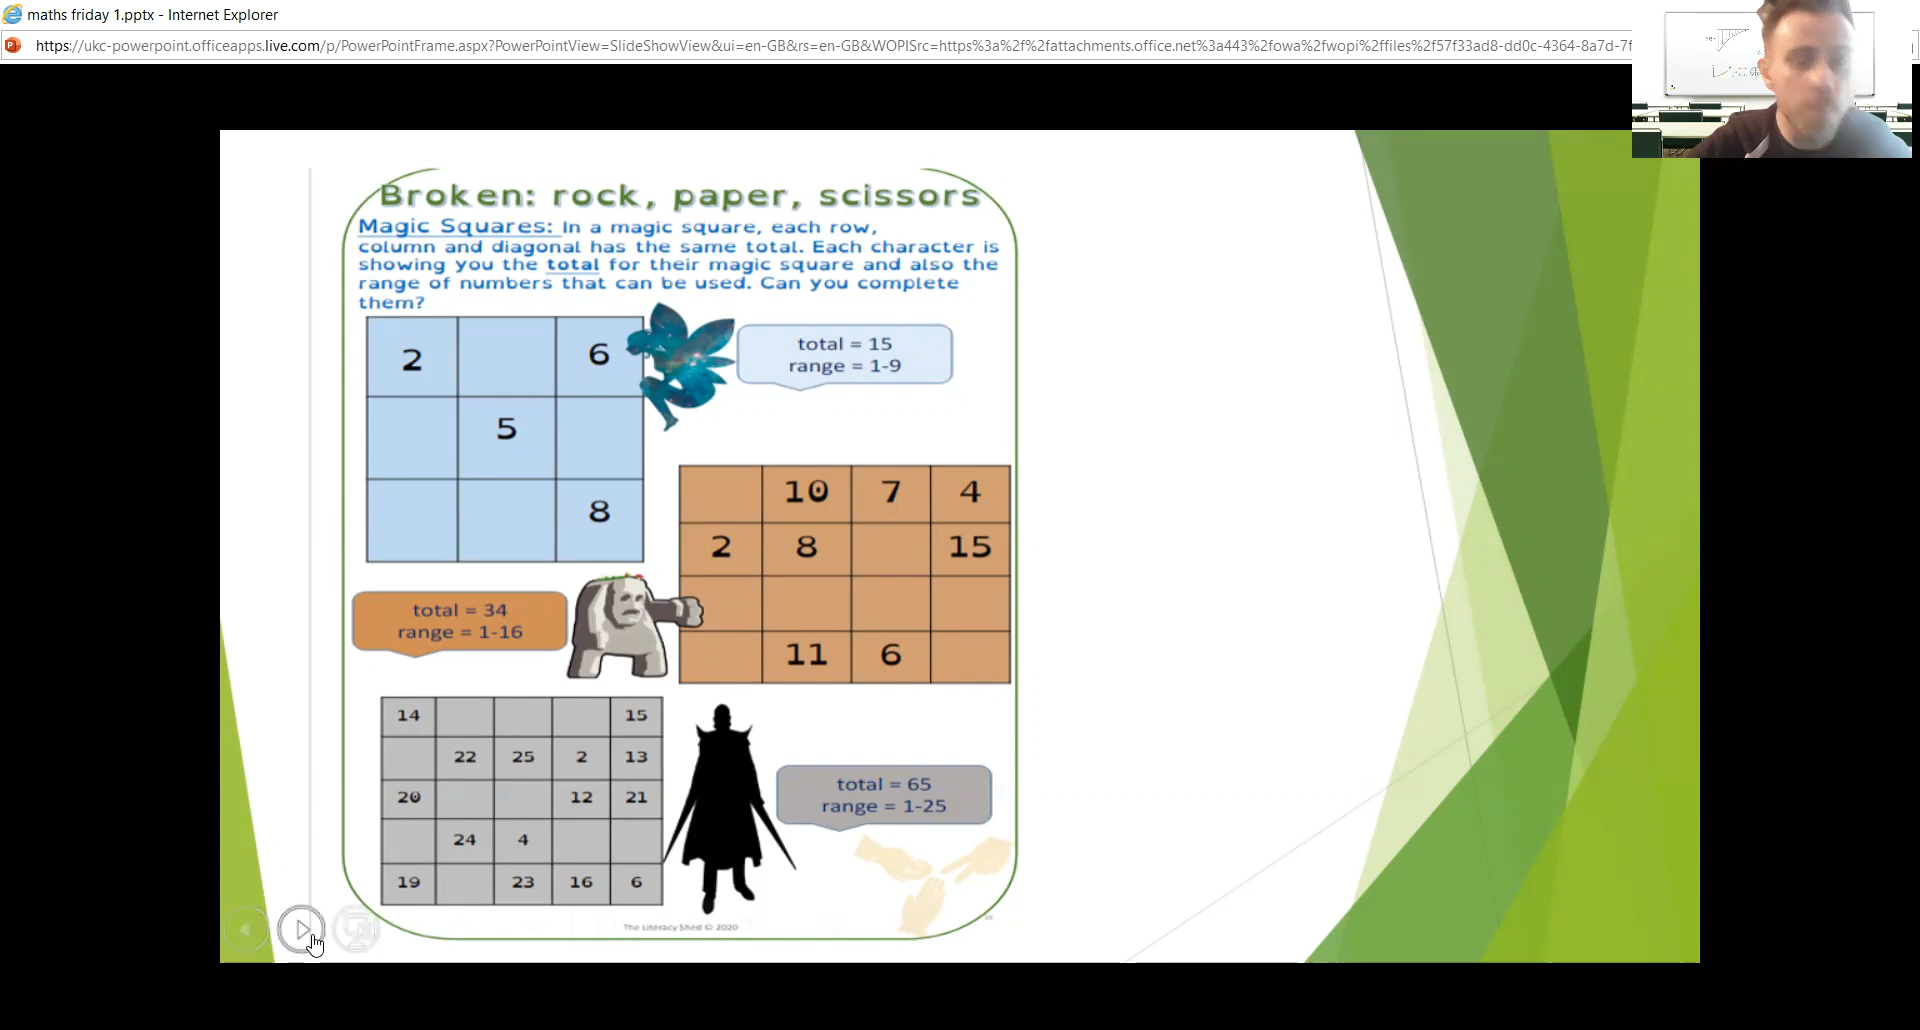 maths friday 1.pptx - Internet Explorer
https://ukc-powerpoint.officeapps.live.com/p/PowerPointFrame.aspx?PowerPointView=SlideShowView&ui=en-GB&rs=en-GB&WOPISrc=https%3a%2f%2fattachments.office.net%3a443%2fowa%2fwopi%2ffiles%2f57f33ad8-dd0c-4364-8a7d-7f
Broken: rock, paper, scissors
Magic Squares: In a magic square, each row,
column and diagonal has the same total. Each character is
showing you the total for their magic square and also the
range of numbers that can be used. Can you complete
them?
2 6
5
8
total = 15
range = 1-9
10 7 4
2 8 15
11 6
total = 34
range = 1-16
14 15
22 25 2 13
20 12 21
24 4
19 23 16 6
total = 65
range = 1-25
The Literacy Shed © 2020